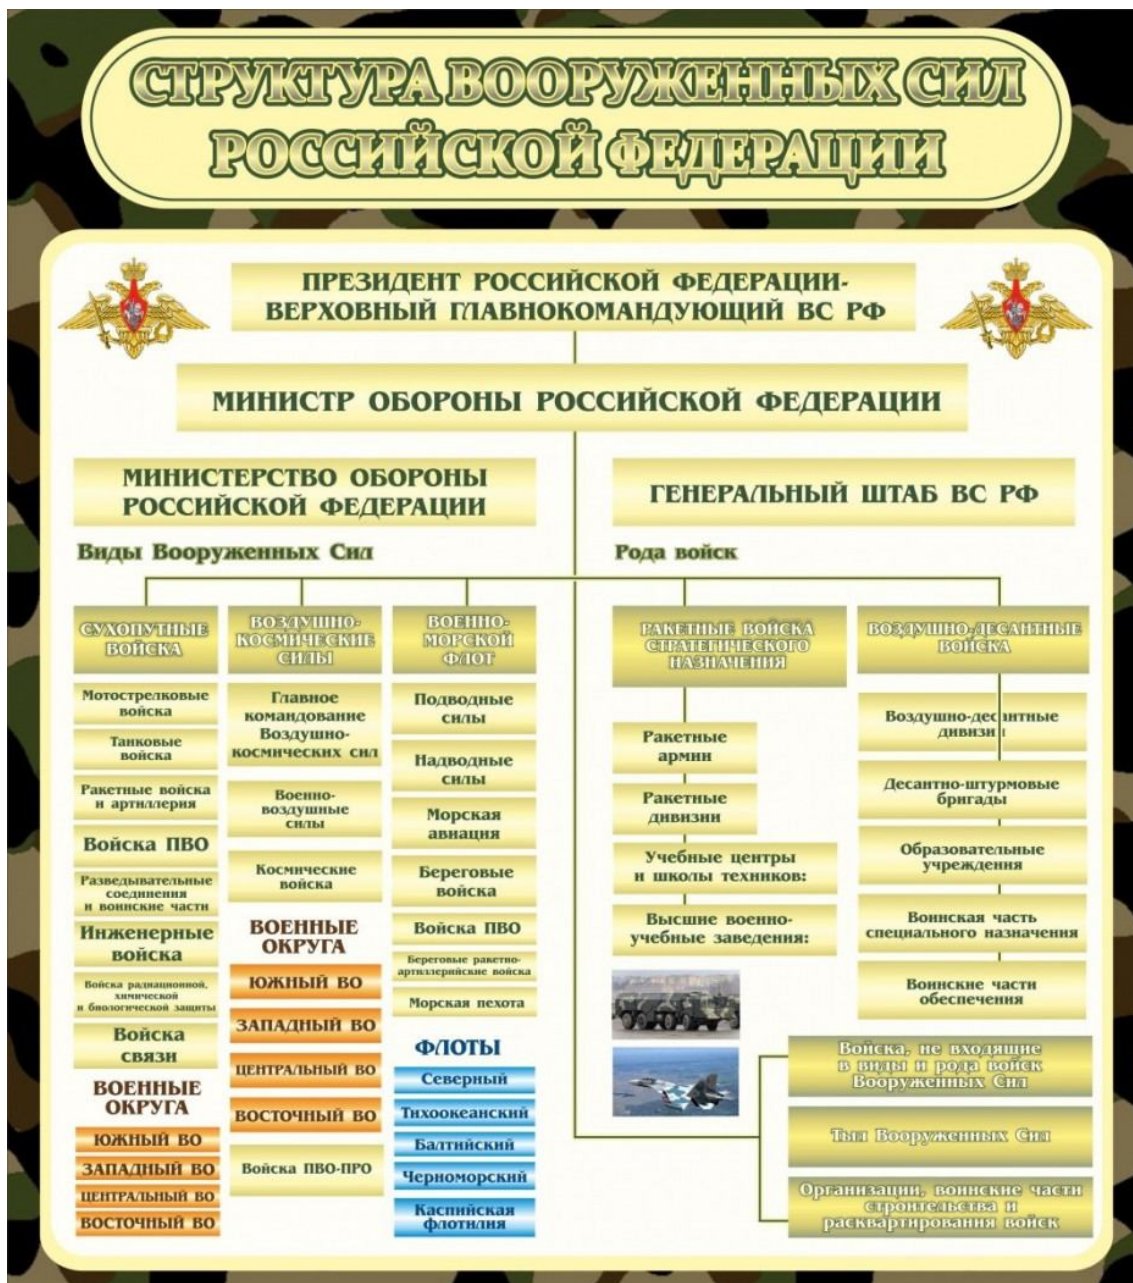 СТРУКТУРА ВООРУЖЕННЫХ СИЛ
РОССИЙСКОЙ ФЕДЕРАЦИИ
ПРЕЗИДЕНТ РОССИЙСКОЙ ФЕДЕРАЦИИ-
ВЕРХОВНЫЙ ГЛАВНОКОМАНДУЮЩИЙ ВС РФ
МИНИСТР ОБОРОНЫ РОССИЙСКОЙ ФЕДЕРАЦИИ
МИНИСТЕРСТВО ОБОРОНЫ
РОССИЙСКОЙ ФЕДЕРАЦИИ
ГЕНЕРАЛЬНЫЙ ШТАБ ВС РФ
Виды Вооруженных Сил
СУХОПУТНЫЕ
ВОЙСКА
Мотострелковые
войска
Танковые
войска
Ракетные войска
и артиллерия
Войска ПВО
Разведывательные
соединения
и воинские части
Инженерные
войска
Войска радиационной,
химической
и биологической защиты
Войска
связи
ВОЕННЫЕ
ОКРУГА
ЮЖНЫЙ ВО
ЗАПАДНЫЙ ВО
ЦЕНТРАЛЬНЫЙ ВО
ВОСТОЧНЫЙ ВО
ВОЗДУШНО-
КОСМИЧЕСКИЕ
СИЛЫ
Главное
командование
Воздушно-
космических сил
Военно-
воздушные
силы
Космические
войска
ВОЕННЫЕ
ОКРУГА
ЮЖНЫЙ ВО
ЗАПАДНЫЙ ВО
ЦЕНТРАЛЬНЫЙ ВО
ВОСТОЧНЫЙ ВО
Войска ПВО-ПРО
ВОЕННО-
МОРСКОЙ
ФЛОТ
Подводные
силы
Надводные
силы
Морская
авиация
Береговые
войска
Войска ПВО
Береговые ракетно-
артиллерийские войска
Морская пехота
ФЛОТЫ
Северный
Тихоокеанский
Балтийский
Черноморский
Каспийская
флотилия
Рода войск
РАКЕТНЫЕ ВОЙСКА
СТРАТЕГИЧЕСКОГО
НАЗНАЧЕНИЯ
Ракетные
армии
Ракетные
дивизии
Учебные центры
и школы техников:
Высшие военно-
учебные заведения:
ВОЗДУШНО-ДЕСАНТНЫЕ
ВОЙСКА
Воздушно-десантные
дивизии
Десантно-штурмовые
бригады
Образовательные
учреждения
Воинская часть
специального назначения
Воинские части
обеспечения
Войска, не входящие
в виды и рода войск
Вооруженных Сил
Тыл Вооруженных Сил
Организации, воинские части
строительства и
расквартирования войск